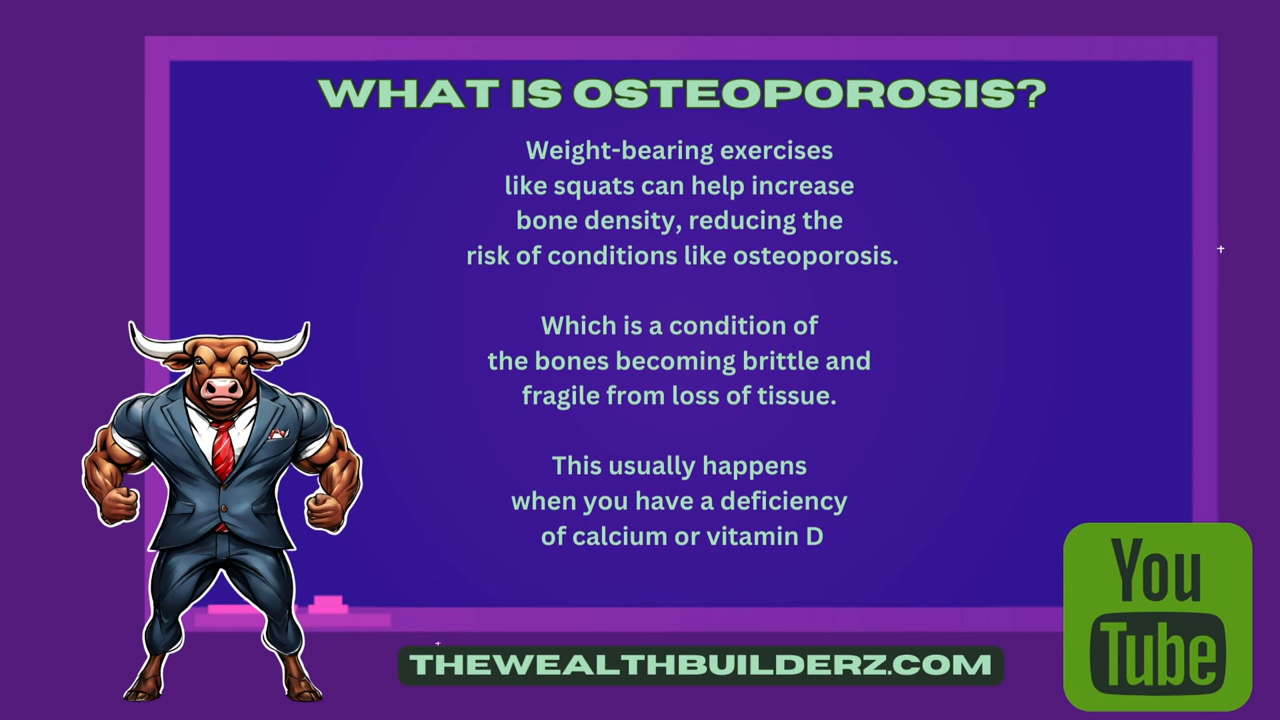 WHAT IS OSTEOPOROSIS?
Weight-bearing exercises
like squats can help increase
bone density, reducing the
risk of conditions like osteoporosis.
Which is a condition of
the bones becoming brittle and
fragile from loss of tissue.
This usually happens
when you have a deficiency
of calcium or vitamin D
THEWEALTHBUILDERZ.COM
You
Tube